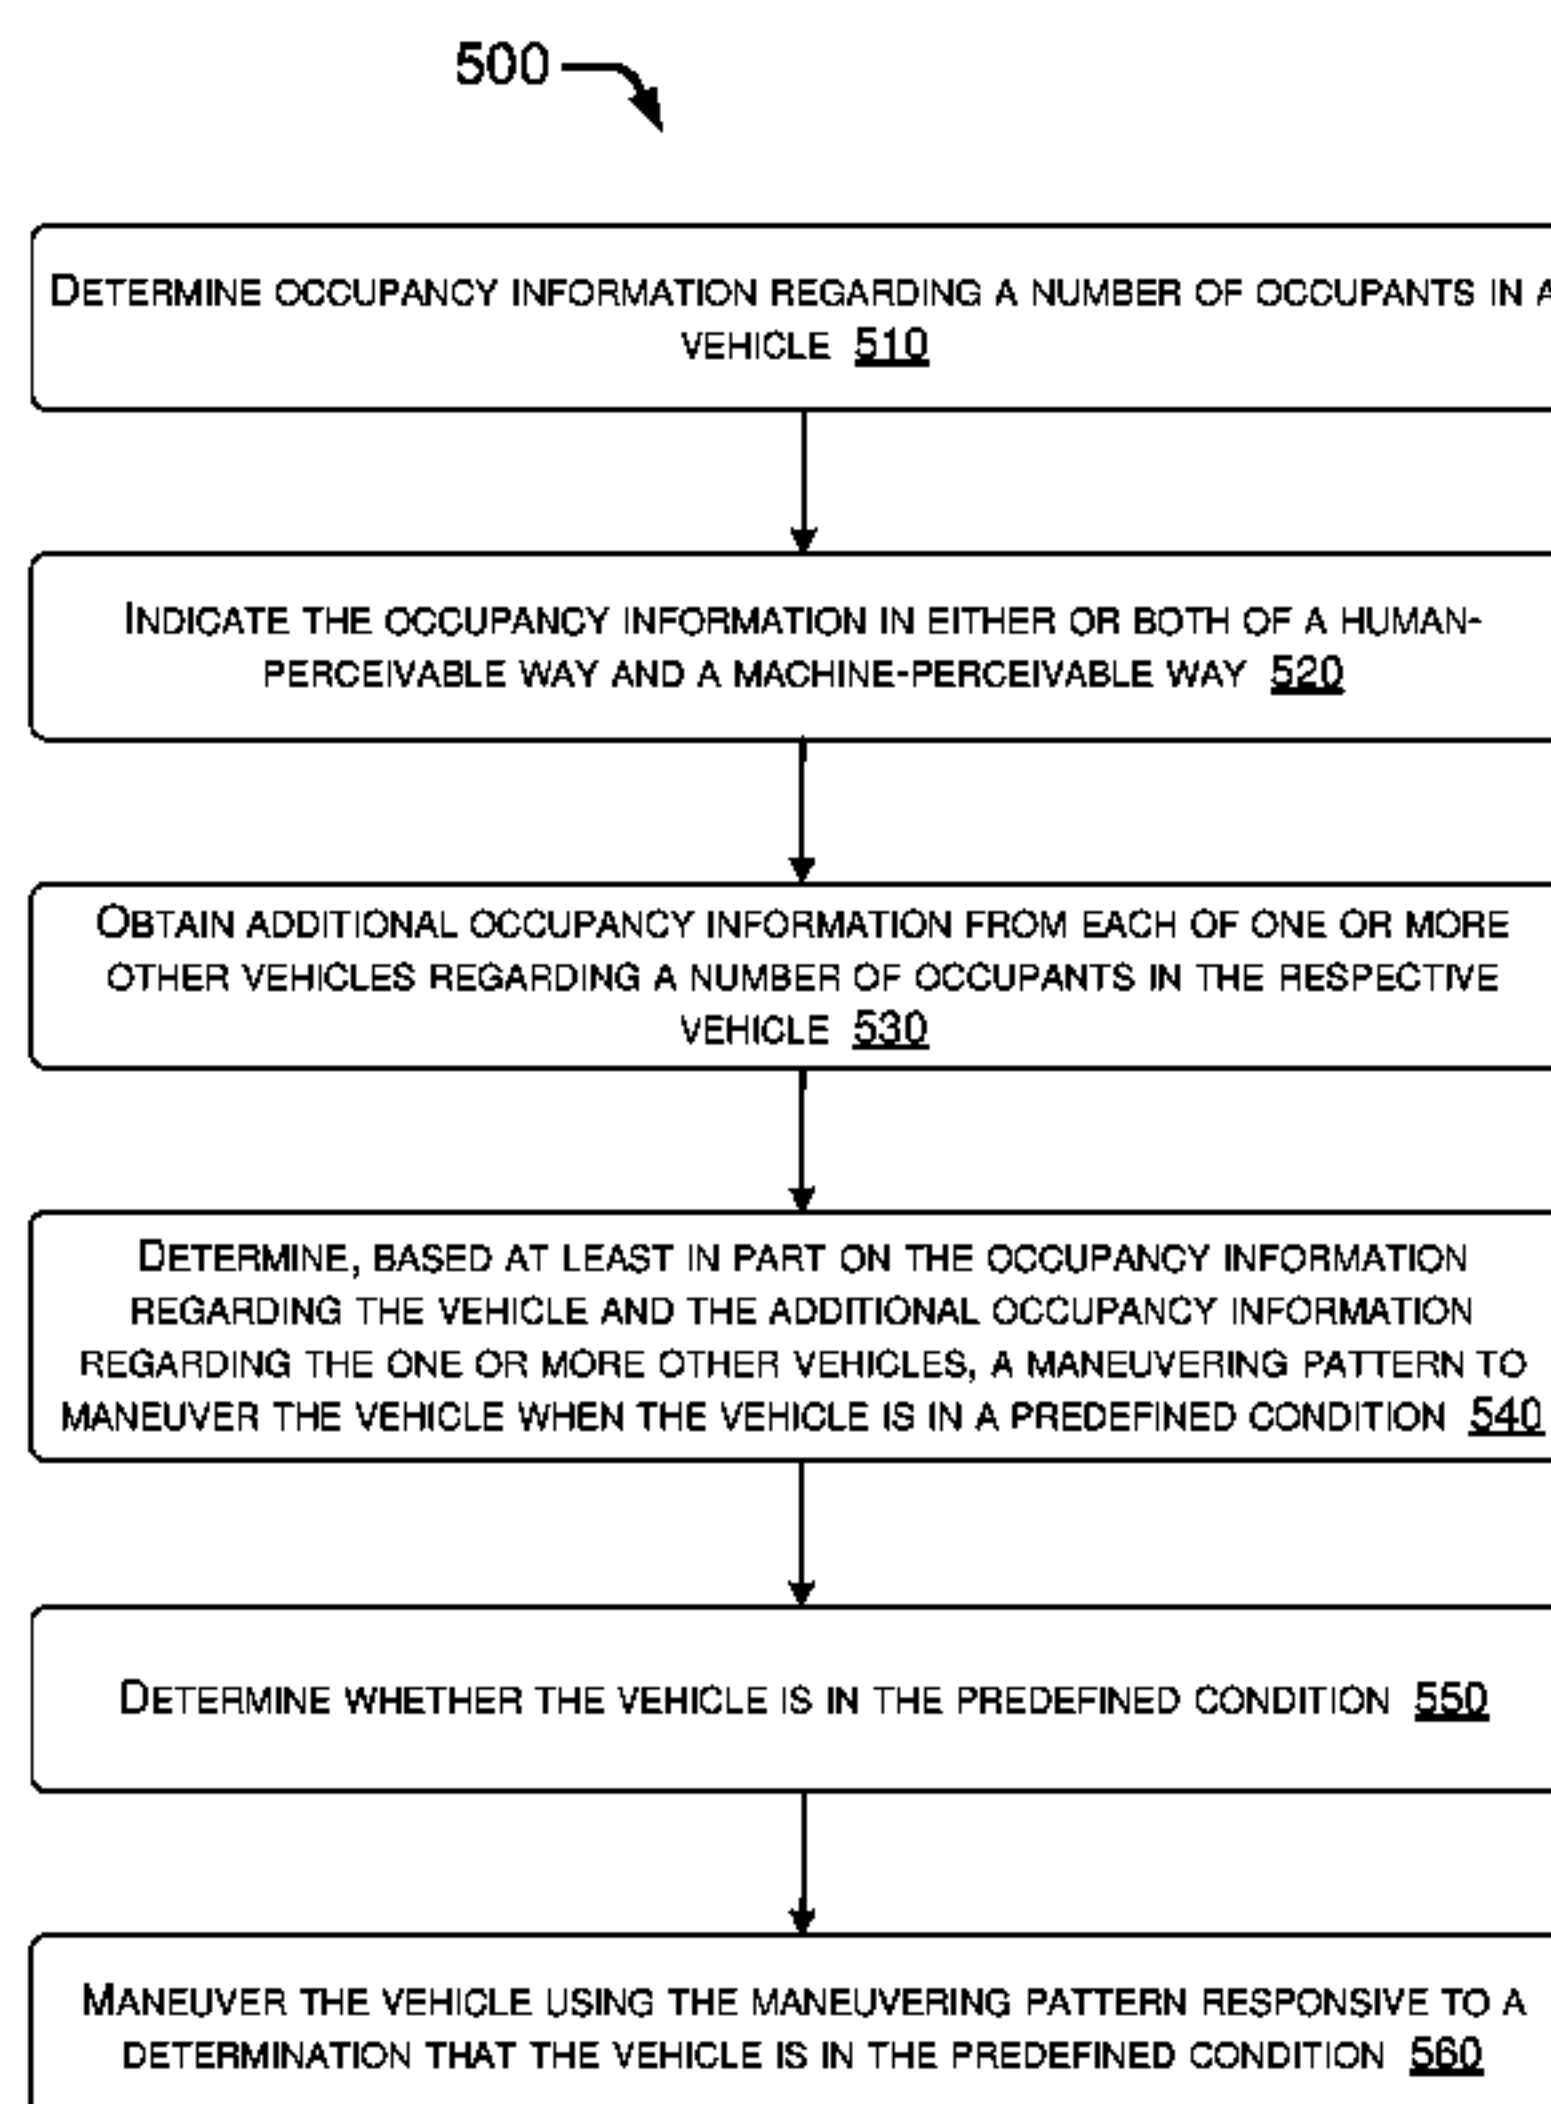 500
DETERMINE OCCUPANCY INFORMATION REGARDING A NUMBER OF OCCUPANTS IN A
VEHICLE 510
INDICATE THE OCCUPANCY INFORMATION IN EITHER OR BOTH OF A HUMAN-
PERCEIVABLE WAY AND A MACHINE-PERCEIVABLE WAY 520
OBTAIN ADDITIONAL OCCUPANCY INFORMATION FROM EACH OF ONE OR MORE
OTHER VEHICLES REGARDING A NUMBER OF OCCUPANTS IN THE RESPECTIVE
VEHICLE 530
DETERMINE, BASED AT LEAST IN PART ON THE OCCUPANCY INFORMATION
REGARDING THE VEHICLE AND THE ADDITIONAL OCCUPANCY INFORMATION
REGARDING THE ONE OR MORE OTHER VEHICLES, A MANEUVERING PATTERN TO
MANEUVER THE VEHICLE WHEN THE VEHICLE IS IN A PREDEFINED CONDITION 540
DETERMINE WHETHER THE VEHICLE IS IN THE PREDEFINED CONDITION 550
MANEUVER THE VEHICLE USING THE MANEUVERING PATTERN RESPONSIVE TO A
DETERMINATION THAT THE VEHICLE IS IN THE PREDEFINED CONDITION 560